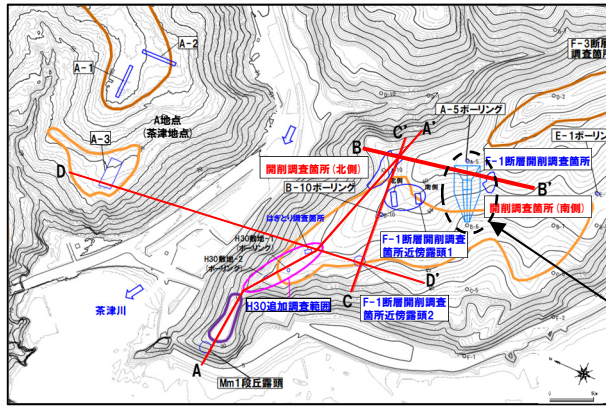 A-2
A-1
A地点
(茶津地点)
A-3
D
F-3断層
調査箇所
A-5ボーリング
E-1ボーリング
C'
A'
B
開削調査箇所(北側)
B-10ボーリング
北側
南側
F-1断層開削調査箇所
B'
開削調査箇所(南側)
はぎとり調査箇所
H30敷地-1
(ボーリング)
H30敷地-2
(ボーリング)
F-1断層開削調査
箇所近傍露頭1
D'
C
F-1断層開削調査
箇所近傍露頭2
H30追加調査範囲
茶津川
A
Mm1段丘露頭